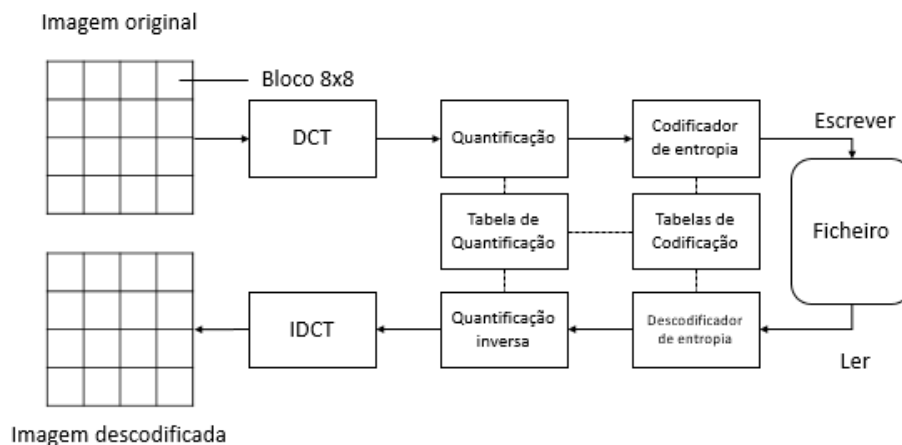 Imagem original
Bloco 8x8
DCT
Quantificação
Codificador
de entropia
Escrever
Tabela de
Quantificação
Tabelas de
Codificação
Ficheiro
IDCT
Quantificação
inversa
Descodificador
de entropia
Ler
Imagem descodificada